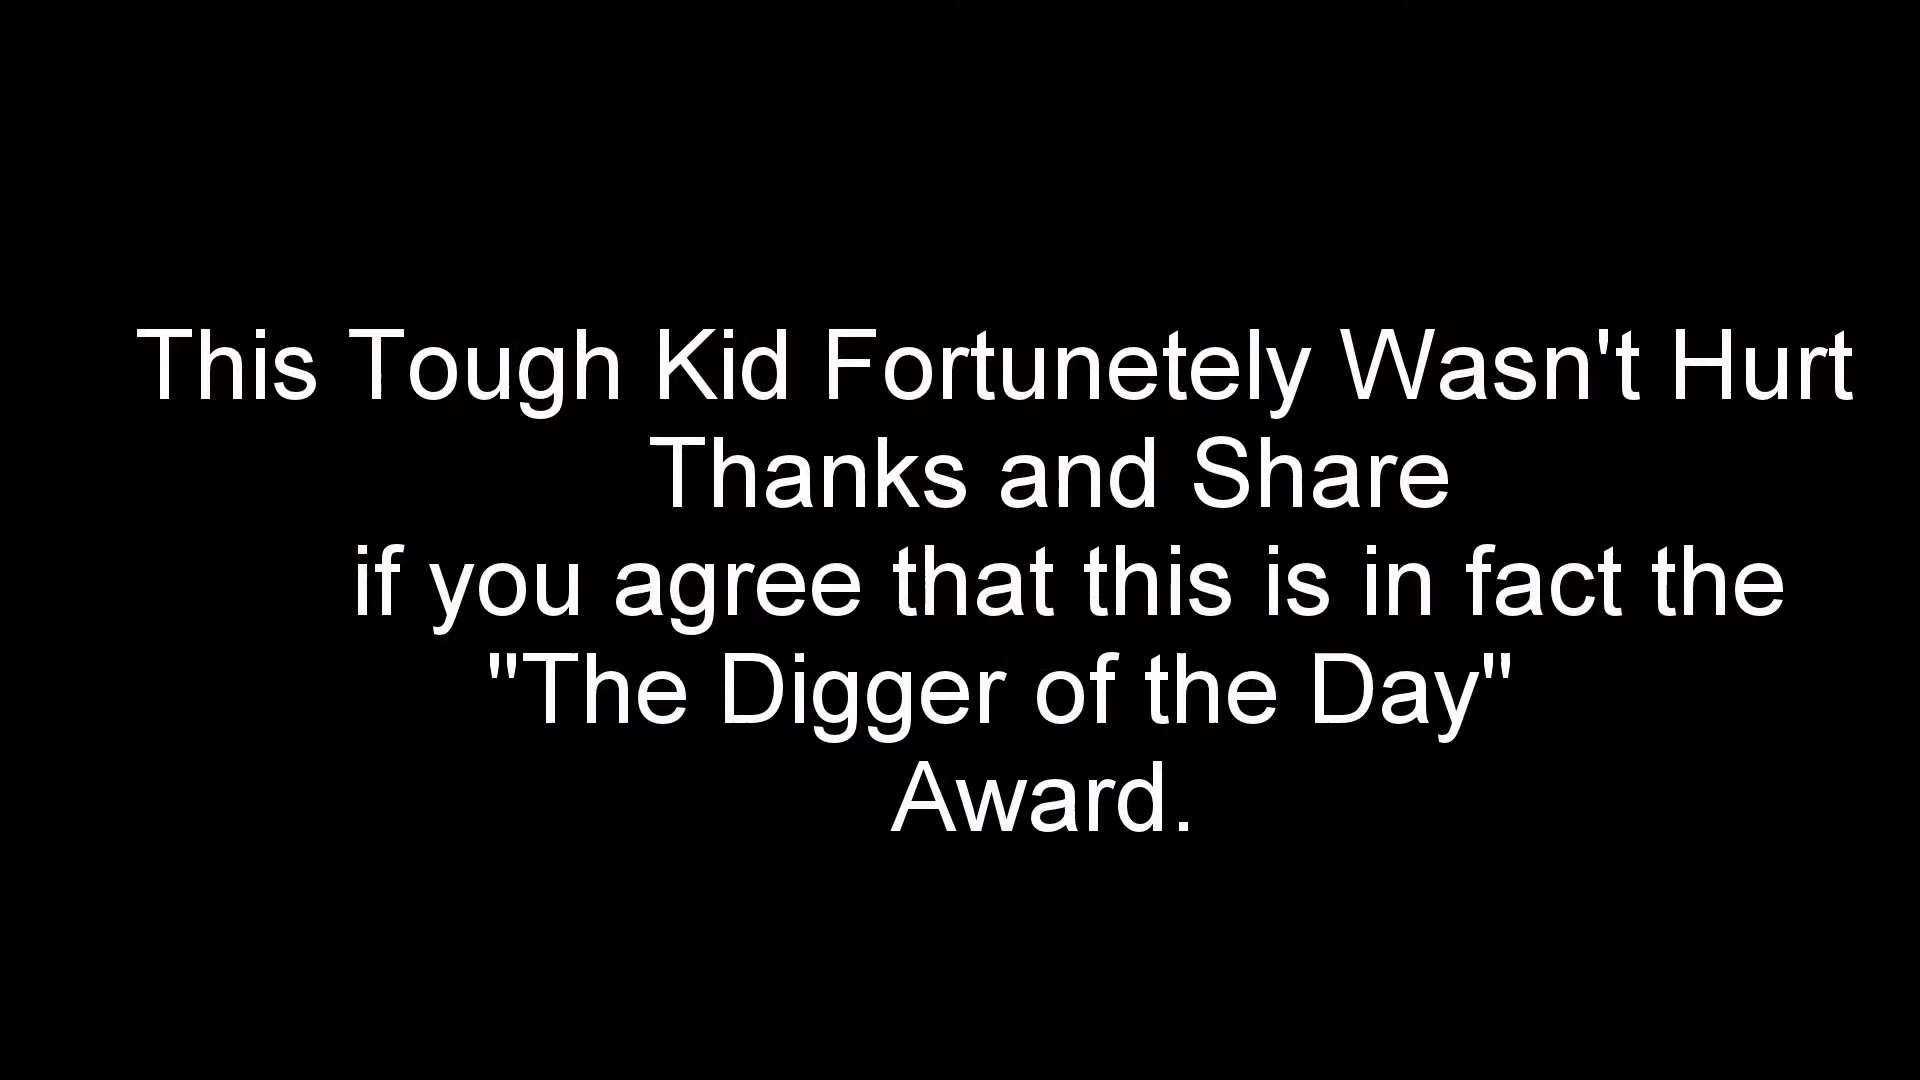 This Tough Kid Fortunetely Wasn't Hurt
Thanks and Share
if you agree that this is in fact the
"The Digger of the Day"
Award.